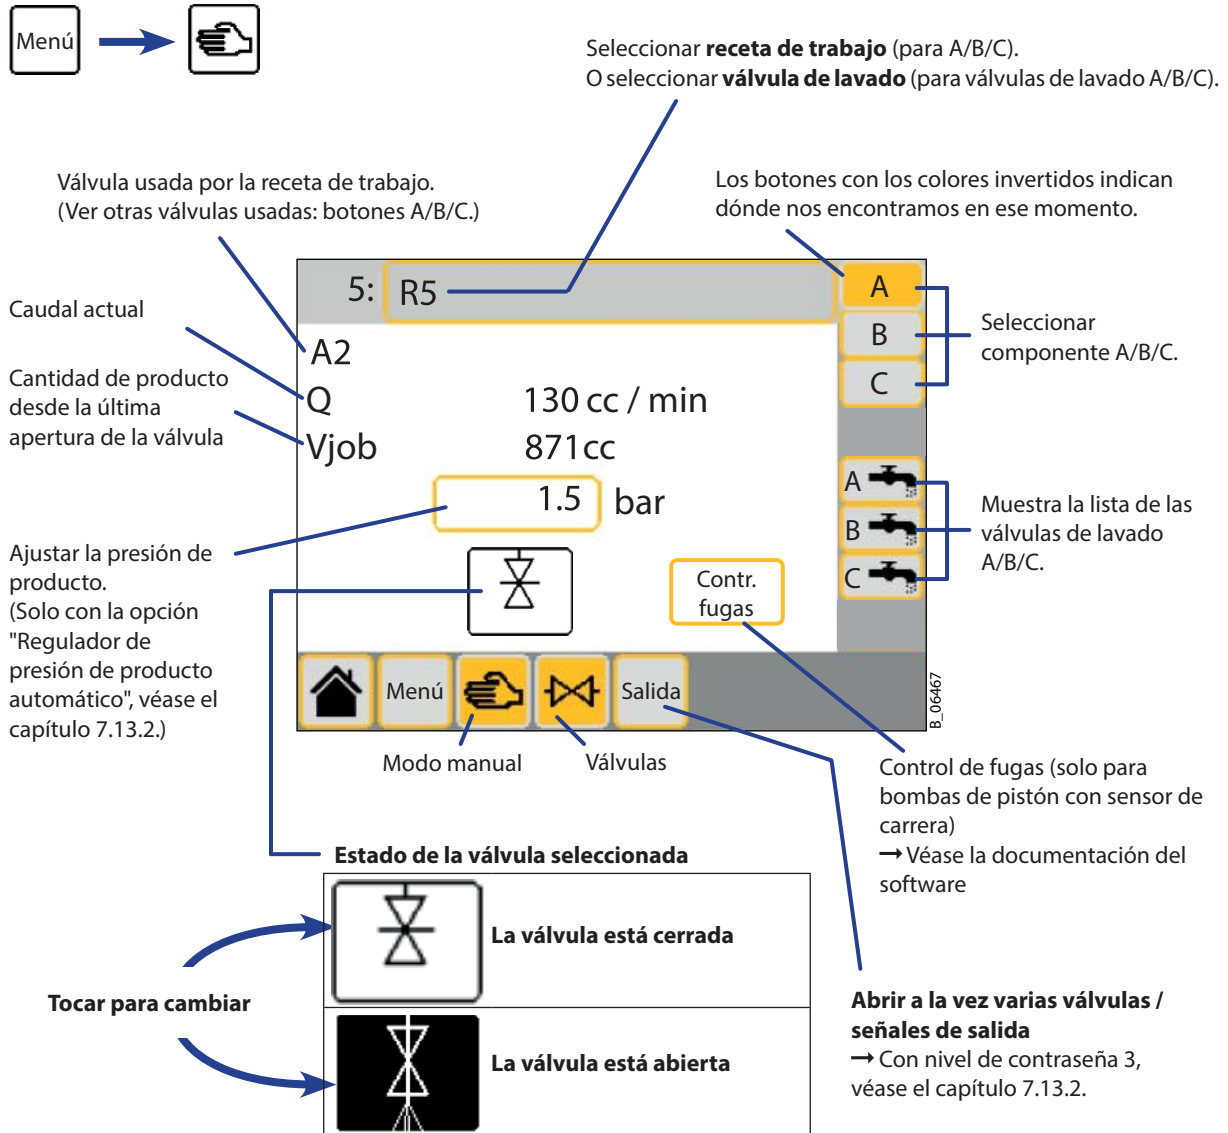 Menú
Seleccionar receta de trabajo (para A/B/C).
O seleccionar válvula de lavado (para válvulas de lavado A/B/C).
Válvula usada por la receta de trabajo.
(Ver otras válvulas usadas: botones A/B/C.)
Los botones con los colores invertidos indican
dónde nos encontramos en ese momento.
5: R5
A
B
C
Seleccionar
componente A/B/C.
Caudal actual
Cantidad de producto
desde la última
apertura de la válvula
A2
Q 130 cc / min
Vjob 871cc
1.5 bar
A
B
C
Muestra la lista de las
válvulas de lavado
A/B/C.
Ajustar la presión de
producto.
(Solo con la opción
"Regulador de
presión de producto
automático", véase el
capítulo 7.13.2.)
Contr.
fugas
Menú
Salida
B_06467
Modo manual
Válvulas
Control de fugas (solo para
bombas de pistón con sensor de
carrera)
➞ Véase la documentación del
software
Estado de la válvula seleccionada
La válvula está cerrada
Tocar para cambiar
La válvula está abierta
Abrir a la vez varias válvulas /
señales de salida
➞ Con nivel de contraseña 3,
véase el capítulo 7.13.2.